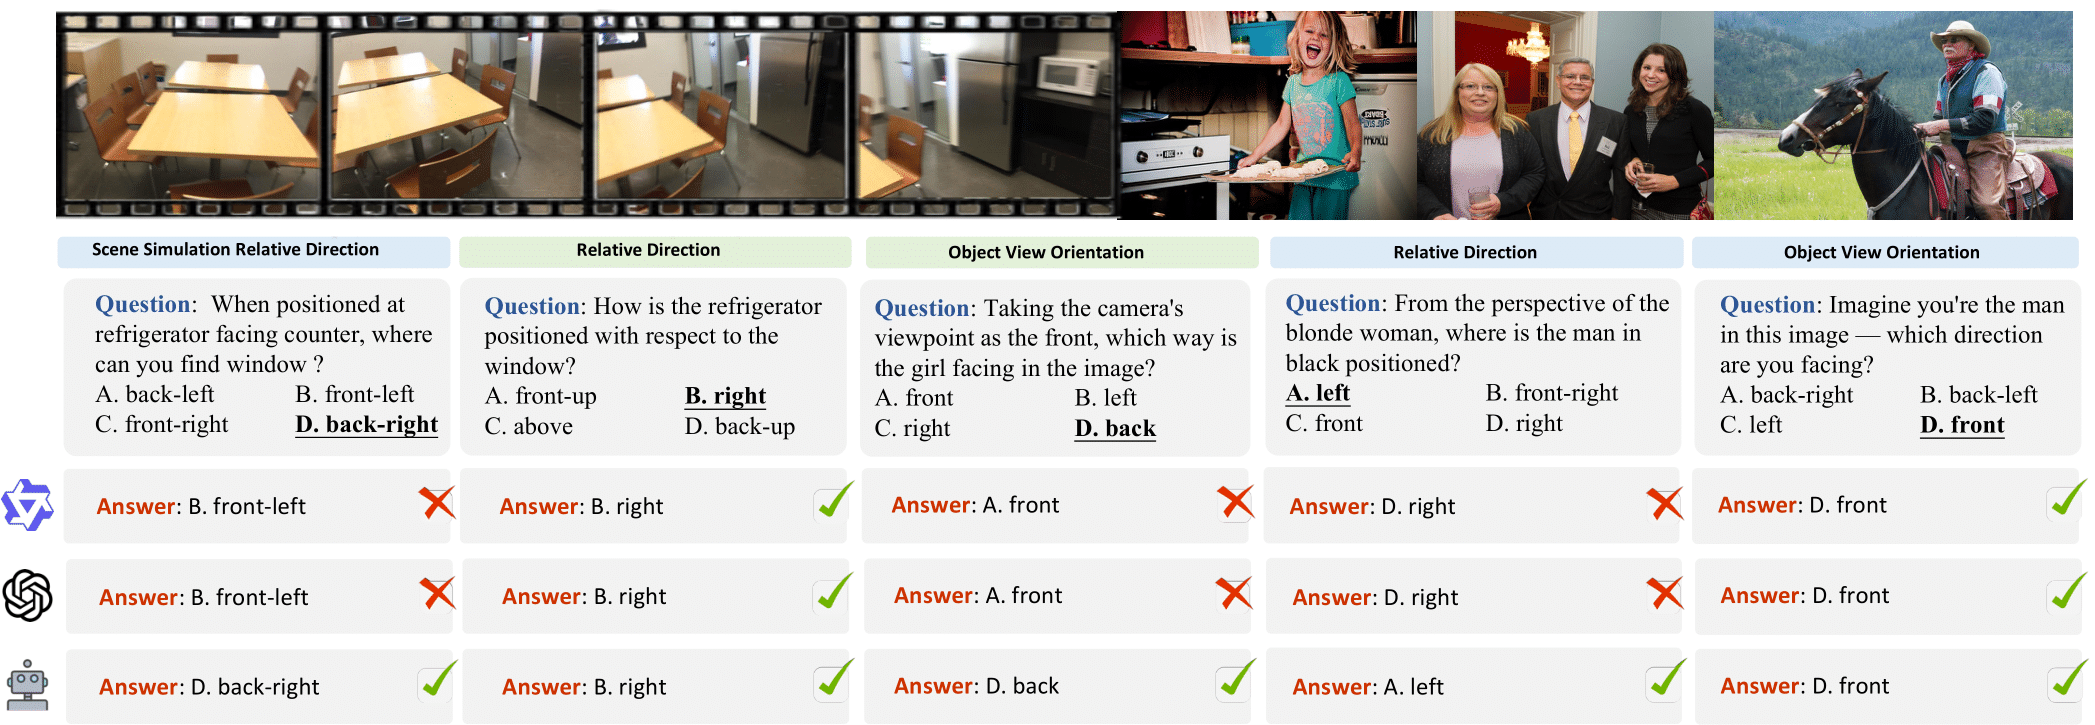 Scene Simulation Relative Direction
Question: When positioned at
refrigerator facing counter, where
can you find window ?
A. back-left B. front-left
C. front-right D. back-right
Relative Direction
Question: How is the refrigerator
positioned with respect to the
window?
A. front-up B. right
C. above D. back-up
Object View Orientation
Question: Taking the camera's
viewpoint as the front, which way is
the girl facing in the image?
A. front B. left
C. right D. back
Relative Direction
Question: From the perspective of the
blonde woman, where is the man in
black positioned?
A. left B. front-right
C. front D. right
Object View Orientation
Question: Imagine you're the man
in this image — which direction
are you facing?
A. back-right B. back-left
C. left D. front
Answer: B. front-left
Answer: B. right
Answer: A. front
Answer: D. right
Answer: D. front
Answer: B. front-left
Answer: B. right
Answer: A. front
Answer: D. right
Answer: D. front
Answer: D. back-right
Answer: B. right
Answer: D. back
Answer: A. left
Answer: D. front